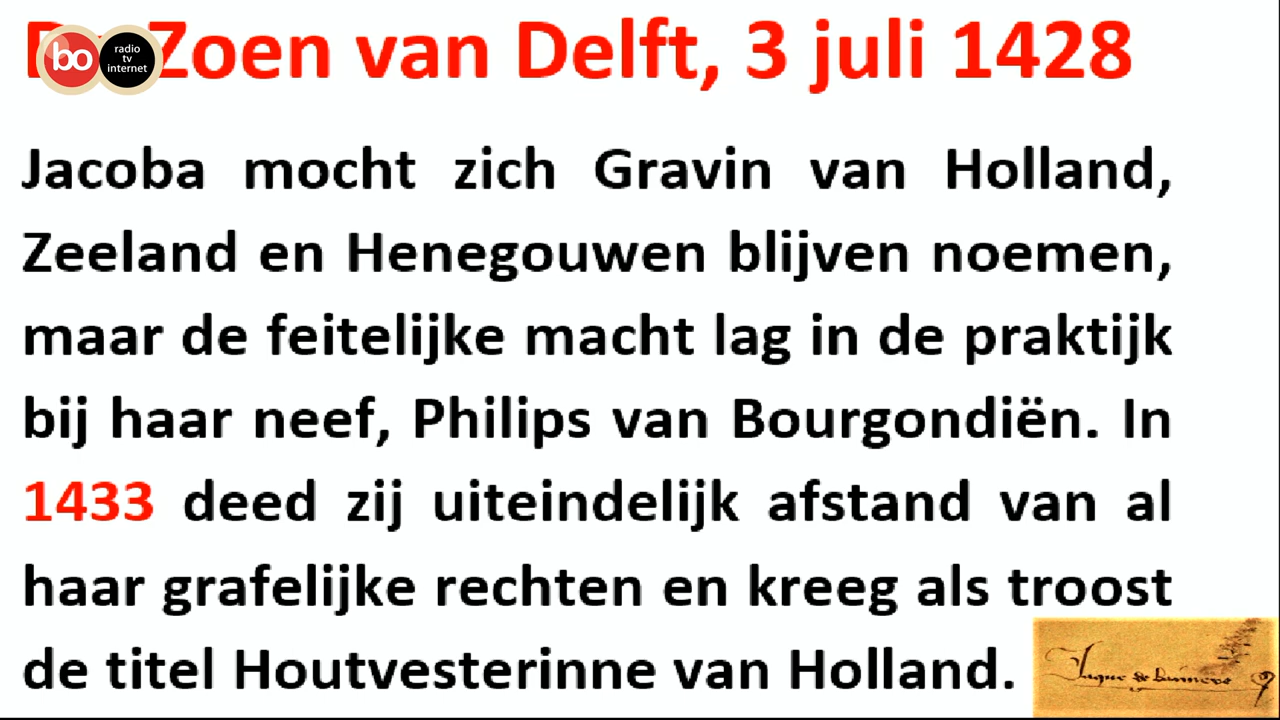 Zoen van Delft, 3 juli 1428
bo
radio
tv
internet
Jacoba mocht zich Gravin van Holland,
Zeeland en Henegouwen blijven noemen,
maar de feitelijke macht lag in de praktijk
bij haar neef, Philips van Bourgondiën. In
1433 deed zij uiteindelijk afstand van al
haar grafelijke rechten en kreeg als troost
de titel Houtvesterinne van Holland.